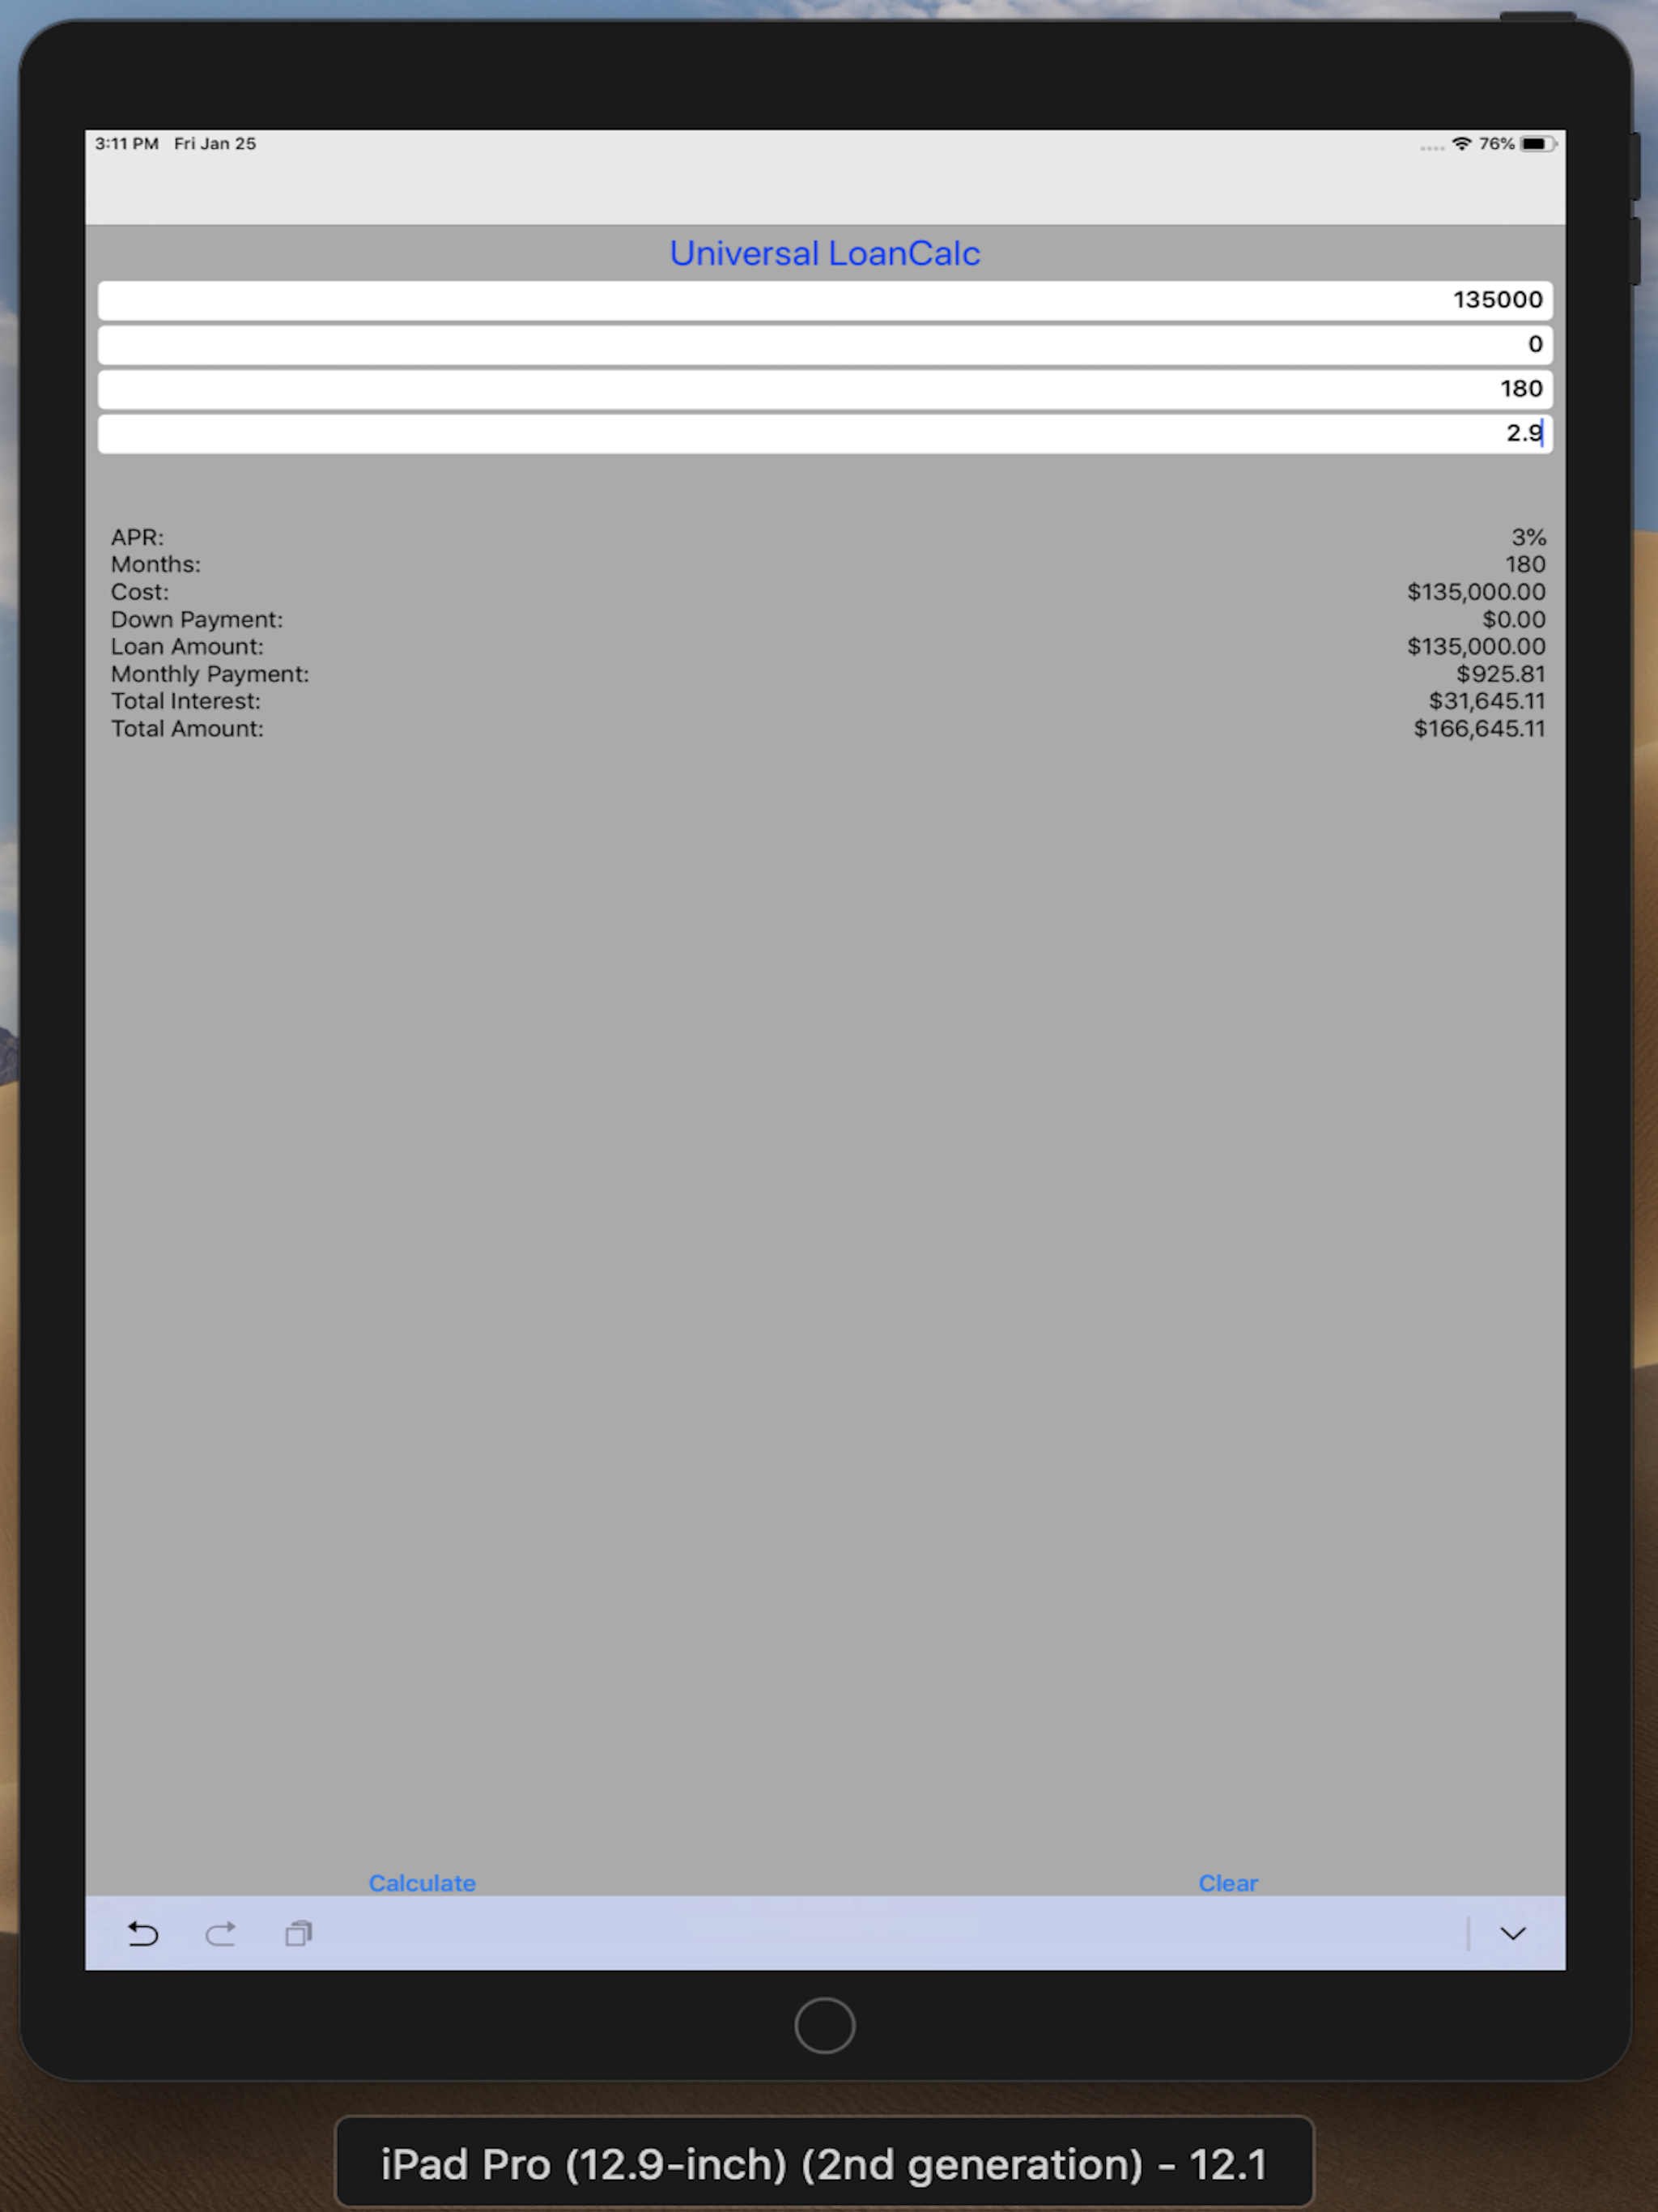 3:11 PM Fri Jan 25 76%
Universal LoanCalc
135000
0
180
2.9
APR: 3%
Months: 180
Cost: $135,000.00
Down Payment: $0.00
Loan Amount: $135,000.00
Monthly Payment: $925.81
Total Interest: $31,645.11
Total Amount: $166,645.11
Calculate Clear
iPad Pro (12.9-inch) (2nd generation) - 12.1